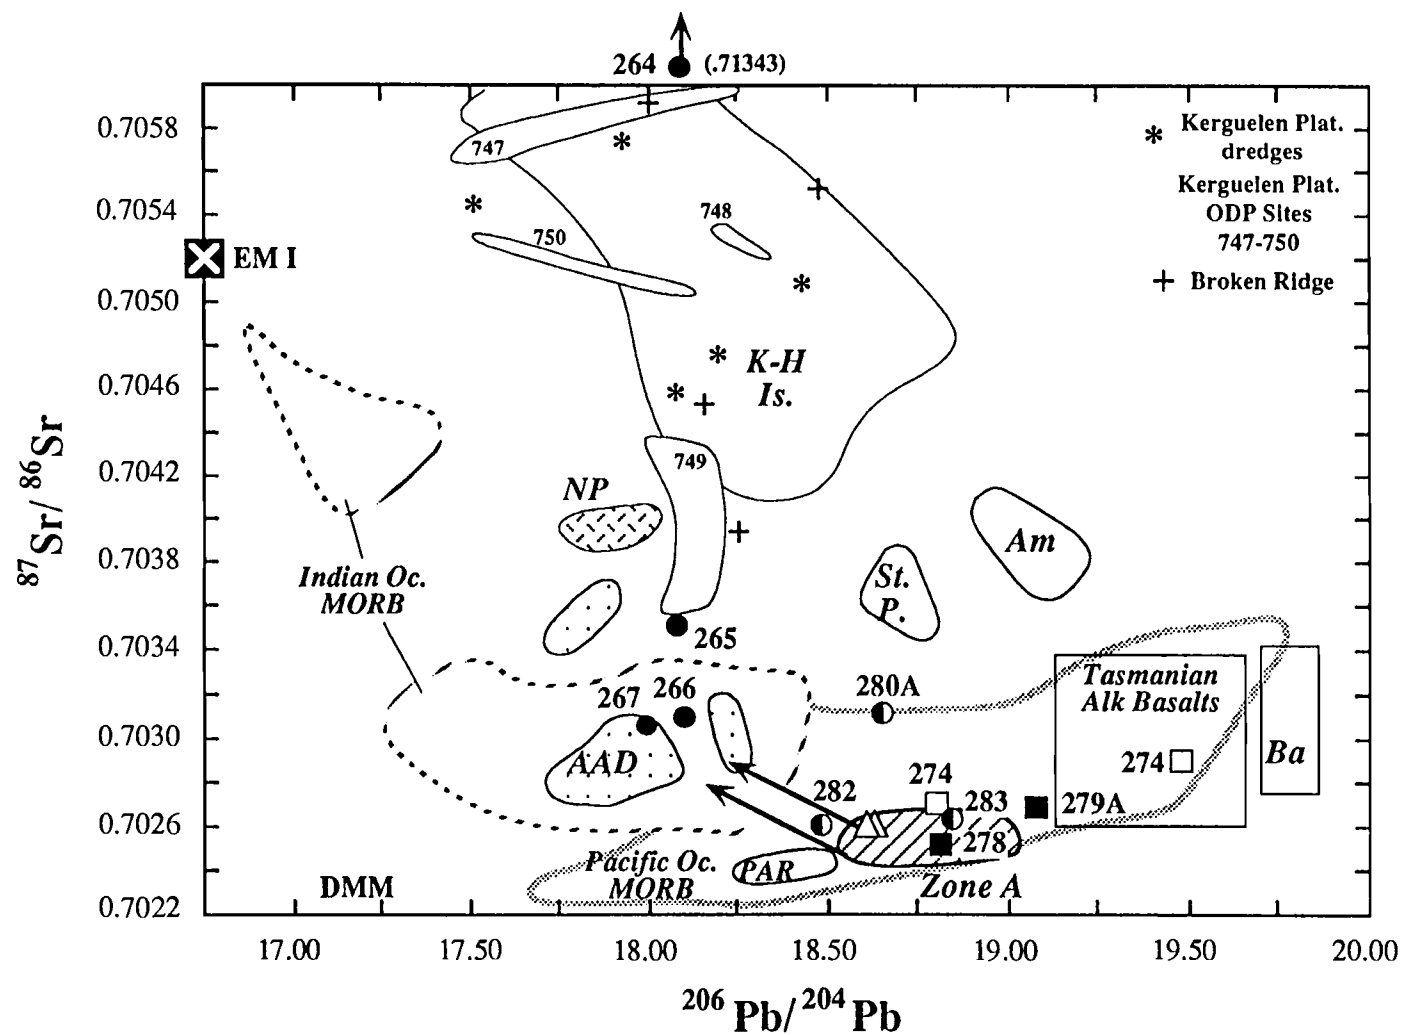 264 (.71343)
0.7058
0.7054
0.7050
0.7046
0.7042
0.7038
0.7034
0.7030
0.7026
0.7022
87Sr/ 86Sr
* Kerguelen Plat.
dredges
Kerguelen Plat.
ODP Sites
747-750
+ Broken Ridge
747
748
750
EM I
K-H
Is.
749
NP
Am
St.
P.
Indian Oc.
MORB
265
280A
267
266
AAD
Tasmanian
Alk Basalts
274
Ba
282
274
283
279A
278
Pacific Oc.
MORB
PAR
Zone A
DMM
17.00 17.50 18.00 18.50 19.00 19.50 20.00
206Pb/ 204Pb